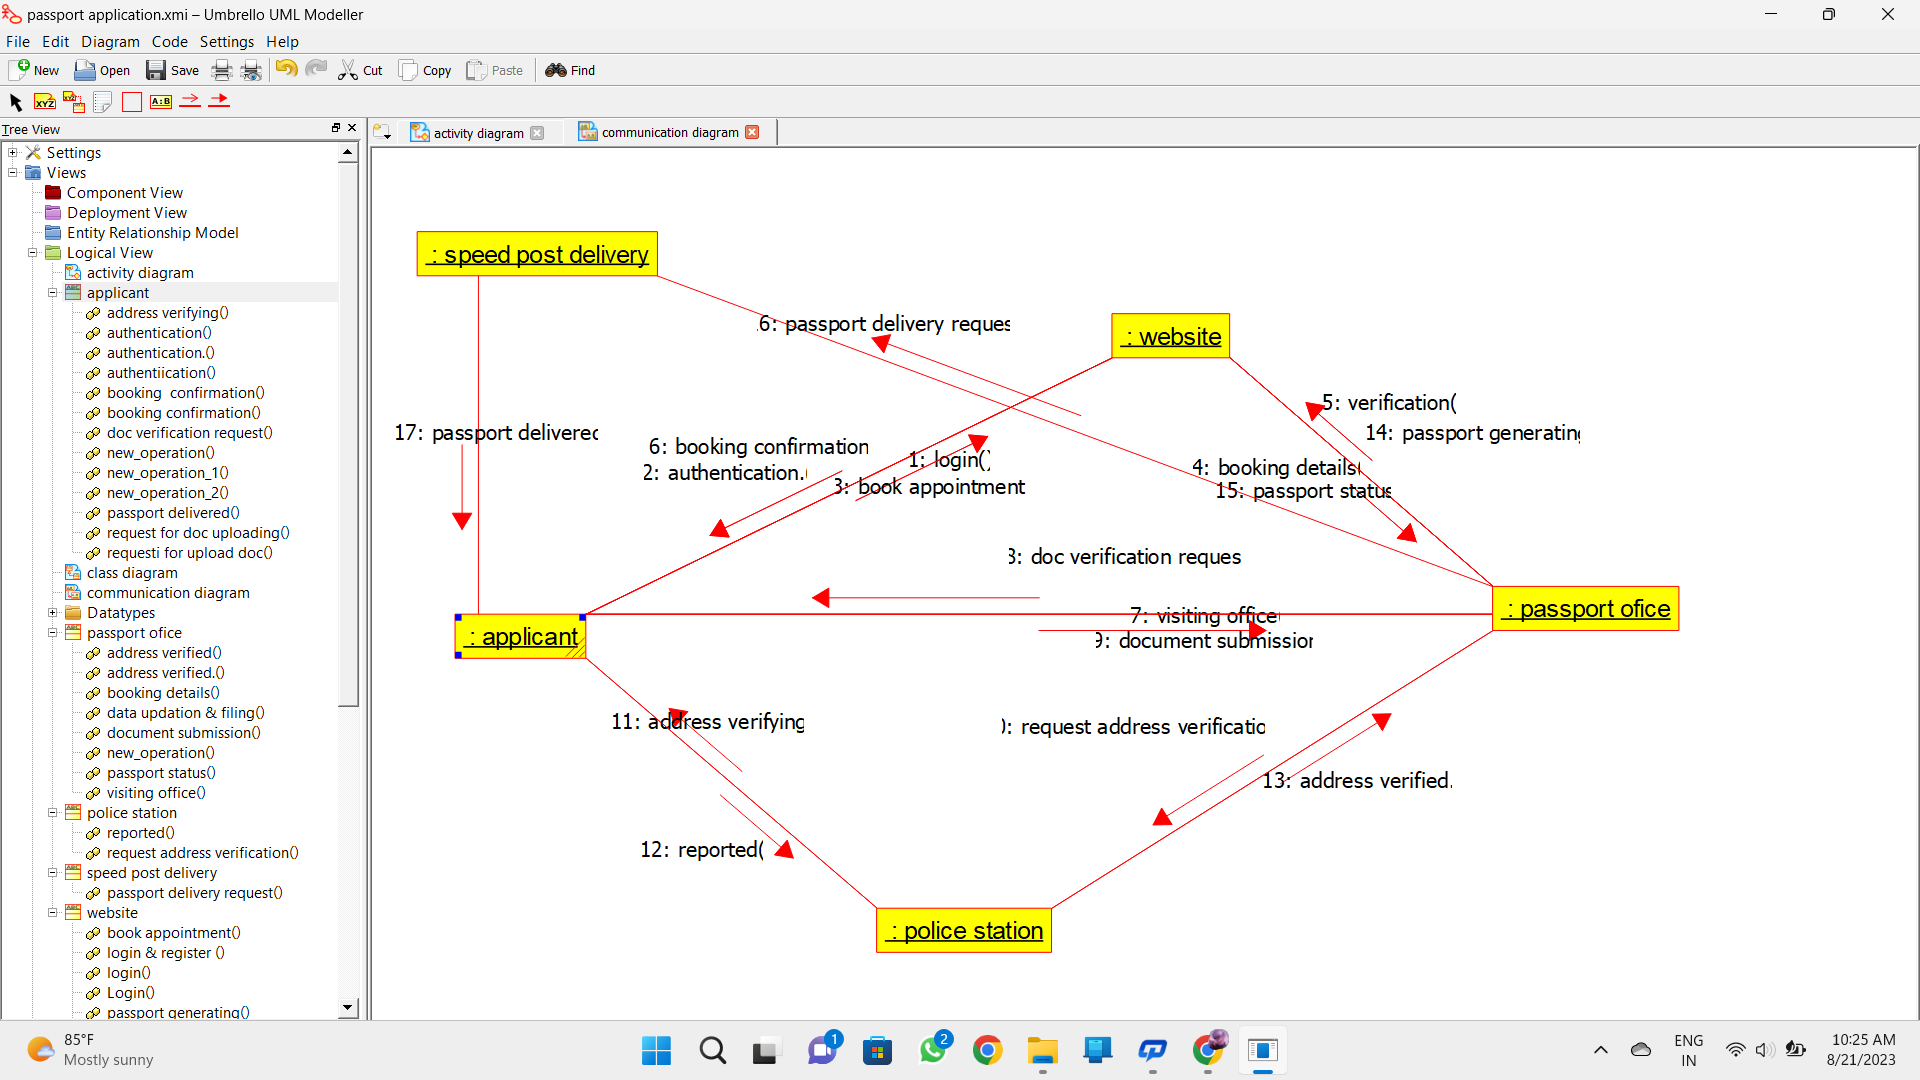 passport application.xmi – Umbrello UML Modeller
File Edit Diagram Code Settings Help
New Open Save Cut Copy Paste Find
XYZ XYZ A:B
Tree View
activity diagram
communication diagram
Settings
Views
Component View
Deployment View
Entity Relationship Model
Logical View
activity diagram
applicant
address verifying()
authentication()
authentication.()
authentiication()
booking  confirmation()
booking confirmation()
doc verification request()
new_operation()
new_operation_1()
new_operation_2()
passport delivered()
request for doc uploading()
requesti for upload doc()
class diagram
communication diagram
Datatypes
passport ofice
address verified()
address verified.()
booking details()
data updation & filing()
document submission()
new_operation()
passport status()
visiting office()
police station
reported()
request address verification()
speed post delivery
passport delivery request()
website
book appointment()
login & register ()
login()
Login()
passport generating()
: speed post delivery
6: passport delivery reques
: website
5: verification(
14: passport generating
17: passport delivered
6: booking confirmation
1: login()
2: authentication.(
3: book appointment
4: booking details(
15: passport status
3: doc verification reques
7: visiting office(
9: document submission
: applicant
: passport ofice
11: address verifying
): request address verificatio
13: address verified.
12: reported(
: police station
85°F
Mostly sunny
1
2
ENG
IN
10:25 AM
8/21/2023